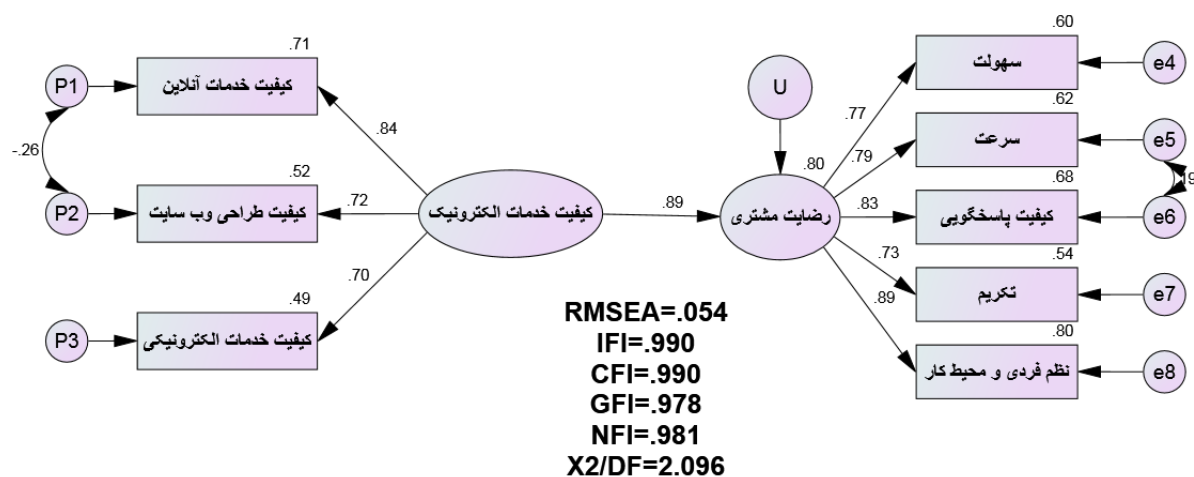 .71
P1
کیفیت خدمات آنلاین
-.26
.84
.52
P2
کیفیت طراحی وب سایت
.72
.70
.49
P3
کیفیت خدمات الکترونیکی
کیفیت خدمات الکترونیک
.89
U
.80
رضایت مشتری
.60
سهولت
e4
.77
.62
سرعت
e5
.79
.68
کیفیت پاسخگویی
e6
.83
.54
تکریم
e7
.73
.80
نظم فردی و محیط کار
e8
.89
RMSEA=.054
IFI=.990
CFI=.990
GFI=.978
NFI=.981
X2/DF=2.096